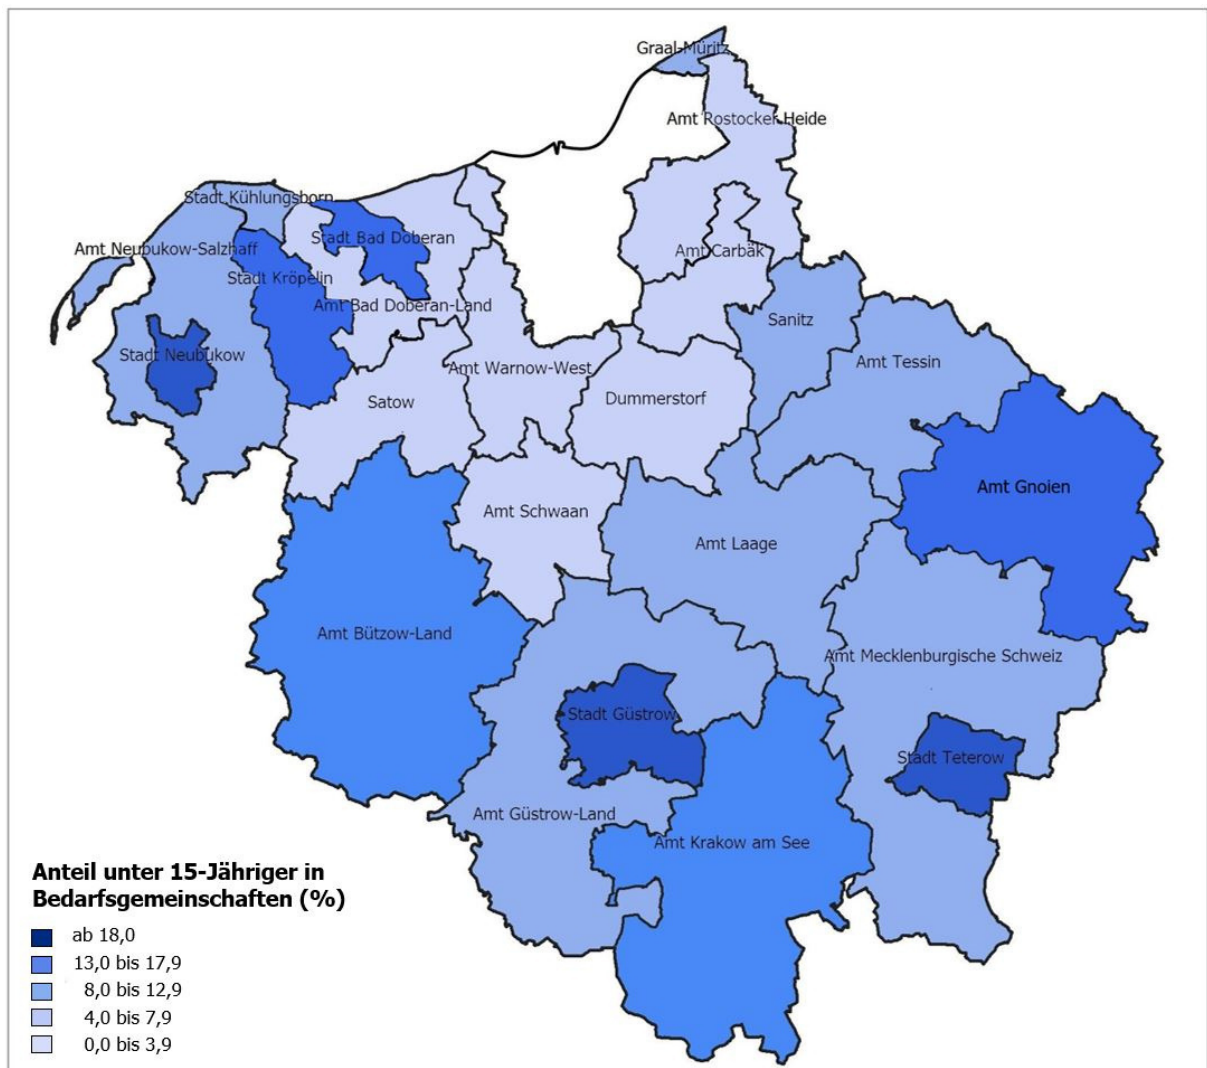 Graal-Müritz
Amt Rostocker Heide
Stadt Kühlungsborn
Stadt Bad Doberan
Amt Neubukow-Salzhaff
Amt Carbäk
Stadt Kröpelin
Amt Bad Doberan-Land
Sanitz
Stadt Neubukow
Amt Tessin
Amt Warnow-West
Satow
Dummerstorf
Amt Gnoien
Amt Schwaan
Amt Laage
Amt Bützow-Land
Amt Mecklenburgische Schweiz
Stadt Güstrow
Stadt Teterow
Amt Güstrow-Land
Amt Krakow am See
Anteil unter 15-Jähriger in
Bedarfsgemeinschaften (%)
ab 18,0
13,0 bis 17,9
8,0 bis 12,9
4,0 bis 7,9
0,0 bis 3,9